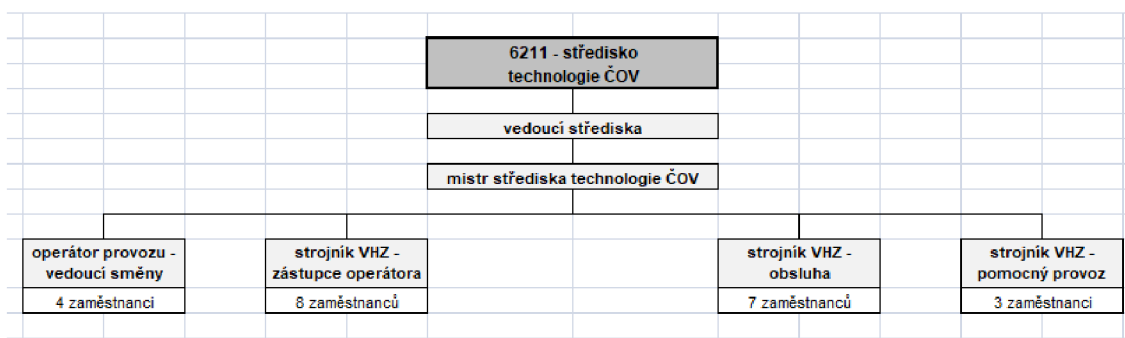 6211 - středisko
technologie ČOV
vedoucí střediska
mistr střediska technologie ČOV
operátor provozu -
vedoucí směny
4 zaměstnanci
strojník VHZ -
zástupce operátora
8 zaměstnanců
strojník VHZ -
obsluha
7 zaměstnanců
strojník VHZ -
pomocný provoz
3 zaměstnanci